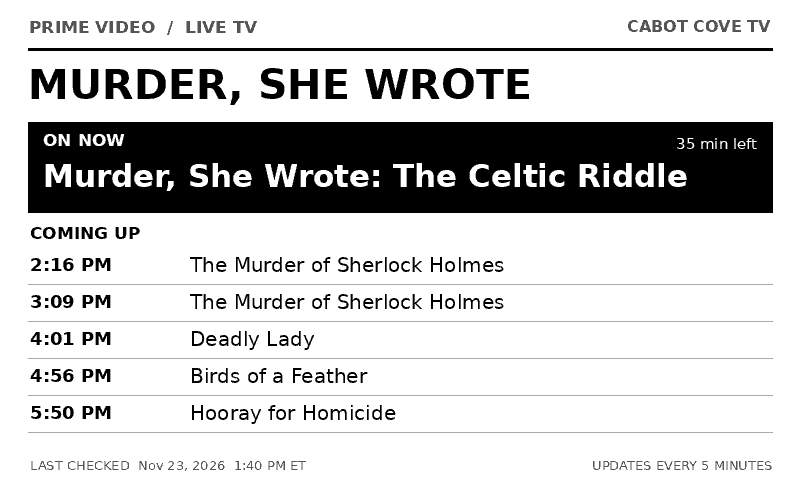 PRIME VIDEO / LIVE TV
CABOT COVE TV
MURDER, SHE WROTE
ON NOW
35 min left
Murder, She Wrote: The Celtic Riddle
COMING UP
2:16 PM The Murder of Sherlock Holmes
3:09 PM The Murder of Sherlock Holmes
4:01 PM Deadly Lady
4:56 PM Birds of a Feather
5:50 PM Hooray for Homicide
LAST CHECKED Nov 23, 2026 1:40 PM ET
UPDATES EVERY 5 MINUTES